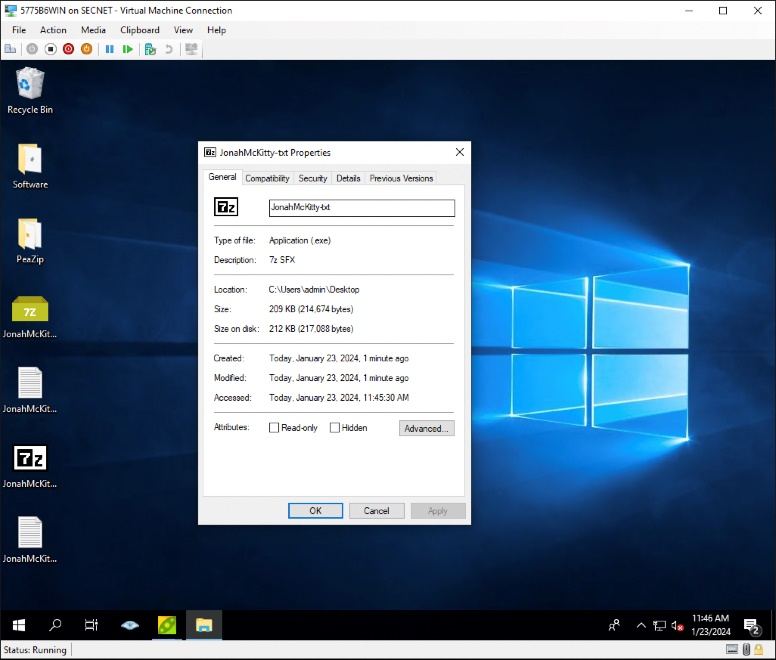 5775B6WIN on SECNET - Virtual Machine Connection
File Action Media Clipboard View Help
Recycle Bin
Software
PeaZip
7Z
JonahMcKit...
JonahMcKit...
7z
JonahMcKit...
JonahMcKit...
7z JonahMcKitty-txt Properties
General Compatibility Security Details Previous Versions
7z JonahMcKitty-txt
Type of file: Application (.exe)
Description: 7z SFX
Location: C:\Users\admin\Desktop
Size: 209 KB (214,674 bytes)
Size on disk: 212 KB (217,088 bytes)
Created: Today, January 23, 2024, 1 minute ago
Modified: Today, January 23, 2024, 1 minute ago
Accessed: Today, January 23, 2024, 11:45:30 AM
Attributes: Read-only Hidden Advanced...
OK Cancel Apply
11:46 AM
1/23/2024
2
Status: Running